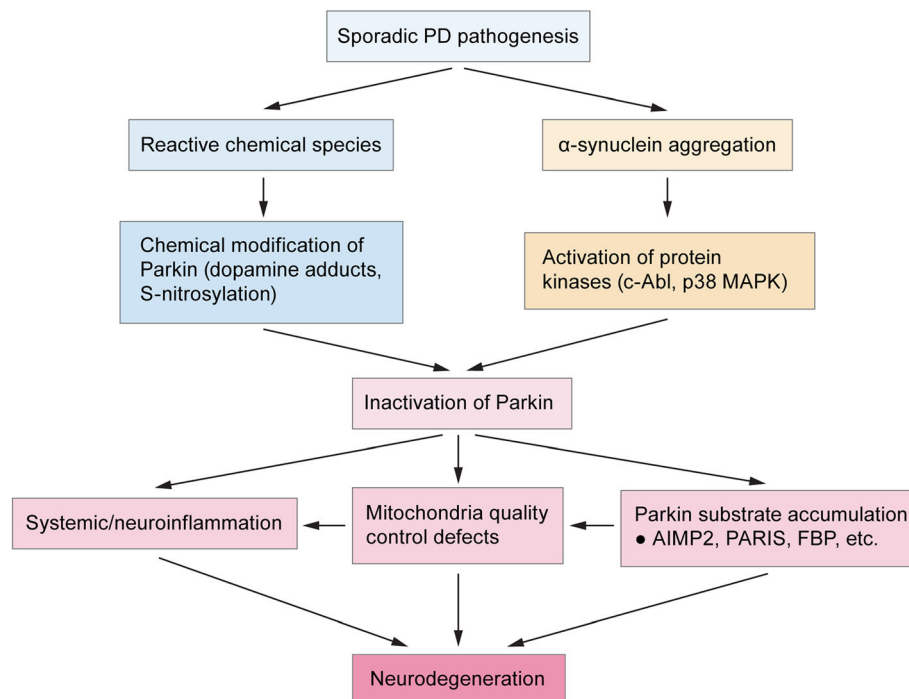 Sporadic PD pathogenesis
Reactive chemical species
α-synuclein aggregation
Chemical modification of
Parkin (dopamine adducts,
S-nitrosylation)
Activation of protein
kinases (c-Abl, p38 MAPK)
Inactivation of Parkin
Systemic/neuroinflammation
Mitochondria quality
control defects
Parkin substrate accumulation
● AIMP2, PARIS, FBP, etc.
Neurodegeneration